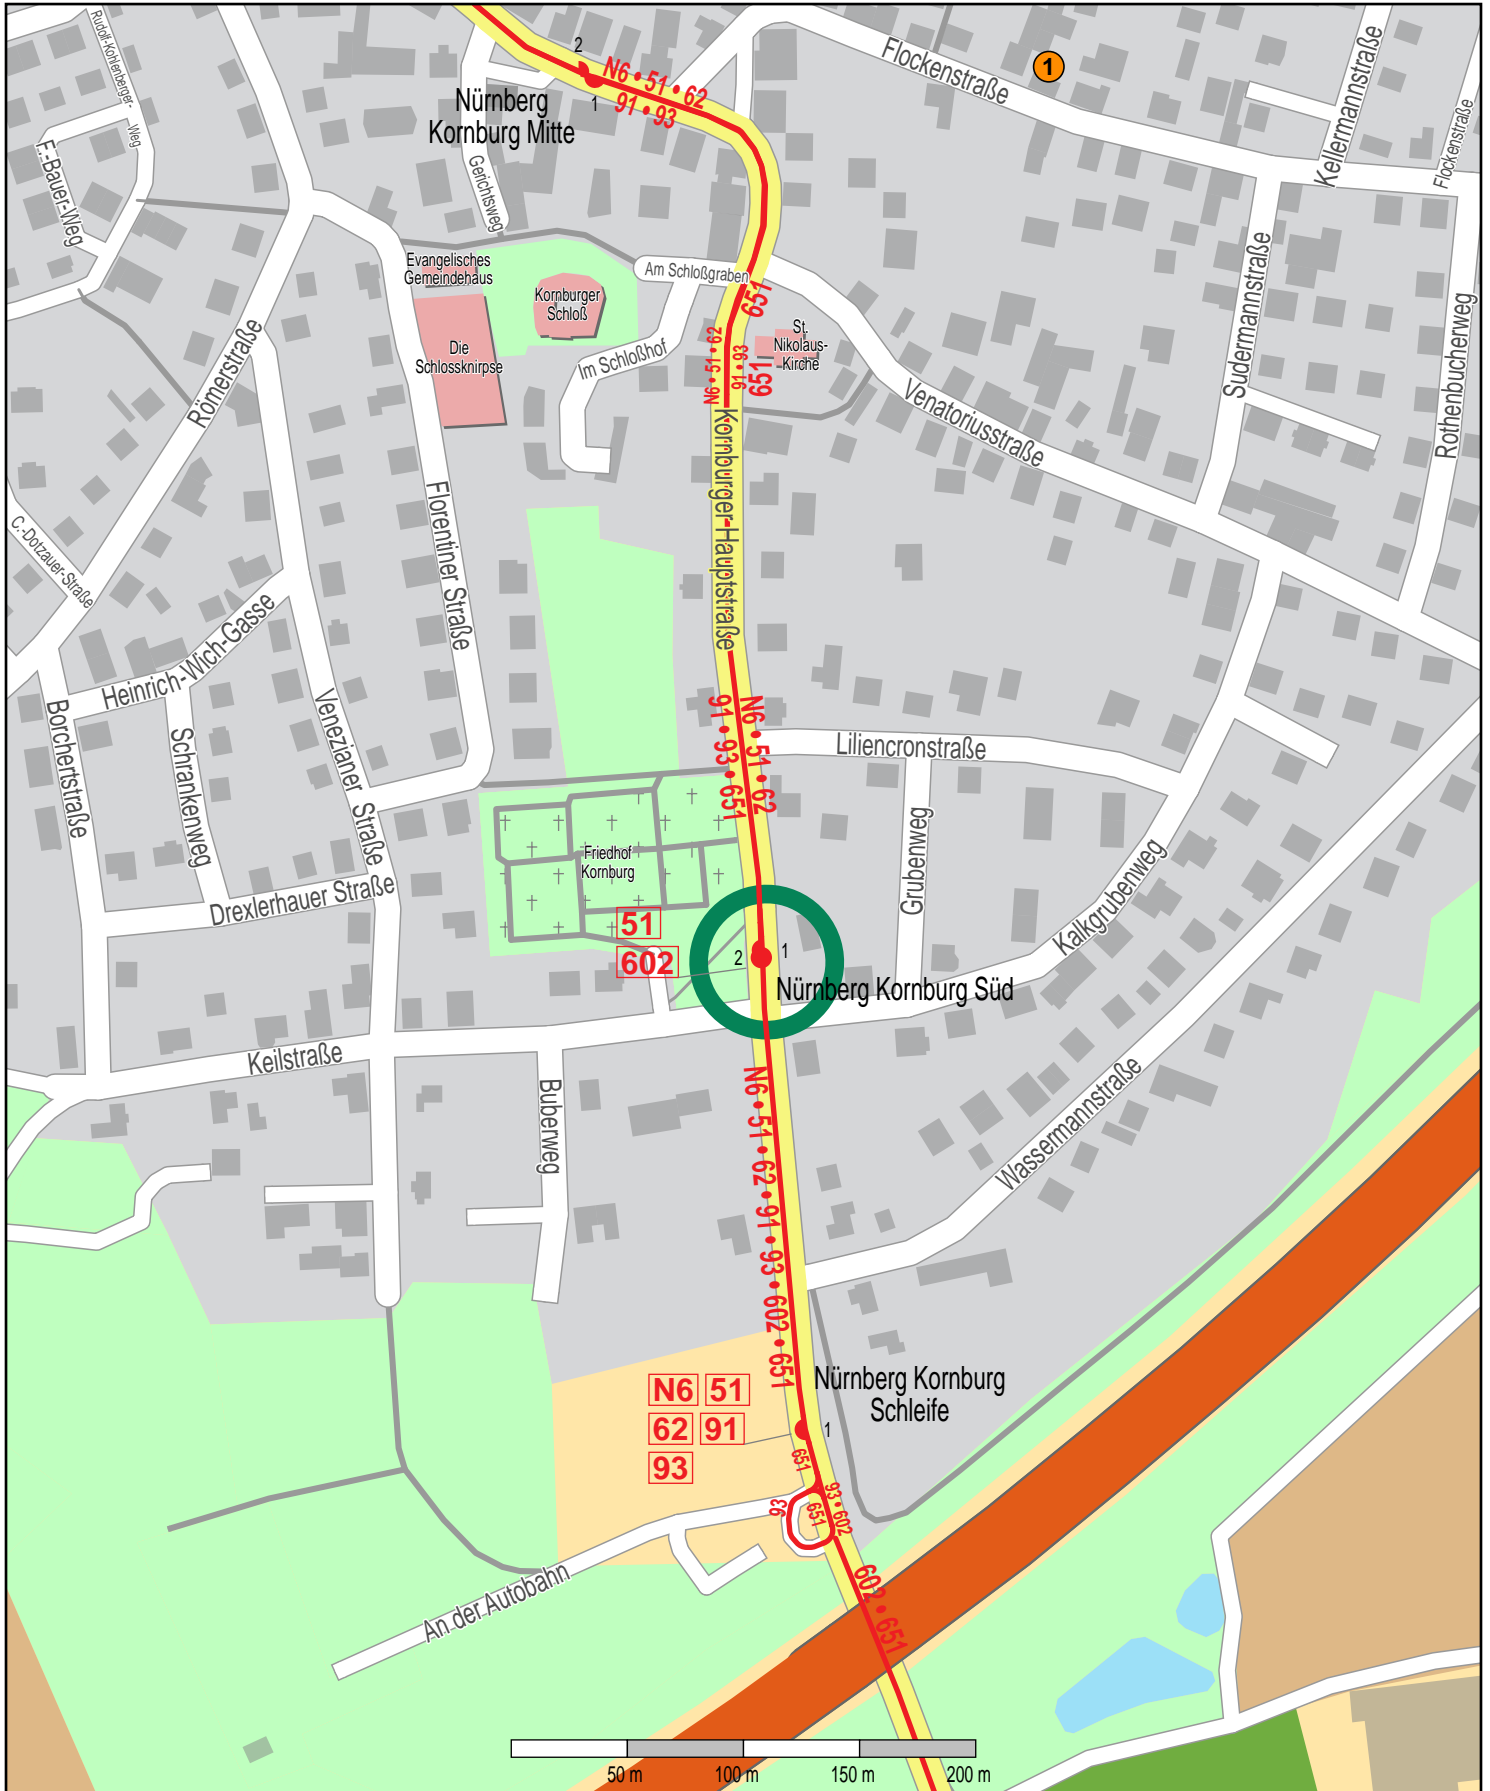 Rudolf-Kohlenberger-
Weg
2
N6 • 51 • 62
91 • 93
1
Nürnberg
Kornburg Mitte
Flockenstraße
1
Kellermannstraße
Flockenstraße
F.-Bauer-Weg
Gerichsweg
Evangelisches
Gemeindehaus
Kornburger
Schloß
Am Schloßgraben
651
Sudermannstraße
Rothenbucherweg
Römerstraße
Die
Schlossknirpse
Im Schloßhof
N6 • 51 • 62
91 • 93
651
St.
Nikolaus-
Kirche
Venatoriusstraße
Kornburger-Hauptstraße
Florentiner Straße
C.-Dotzauer-Straße
Heinrich-Wich-Gasse
Borchertstraße
Schrankenweg
Venezianer Straße
91 • 93 • 651
N6 • 51 • 62
Liliencronstraße
Grubenweg
Kalkgrubenweg
Friedhof
Kornburg
Drexlerhauer Straße
51
602
2
1
Nürnberg Kornburg Süd
Keilstraße
Buberweg
N6 • 51 • 62 • 91 • 93 • 602 • 651
Wassermannstraße
Nürnberg Kornburg
Schleife
N6 51
62 91
93
1
651
93
651
93 • 602
602 • 651
An der Autobahn
50 m
100 m
150 m
200 m